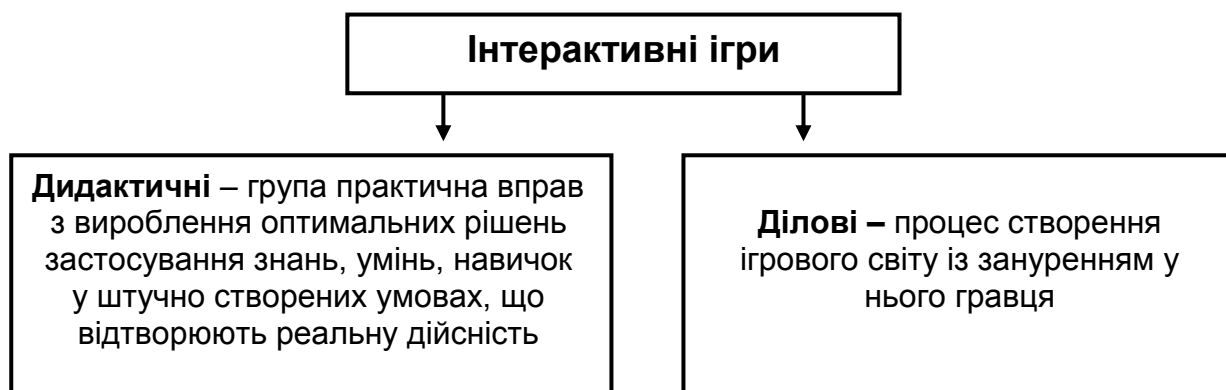 Інтерактивні ігри
Дидактичні – група практична вправ
з вироблення оптимальних рішень
застосування знань, умінь, навичок
у штучно створених умовах, що
відтворюють реальну дійсність
Ділові – процес створення
ігрового світу із зануренням у
нього гравця